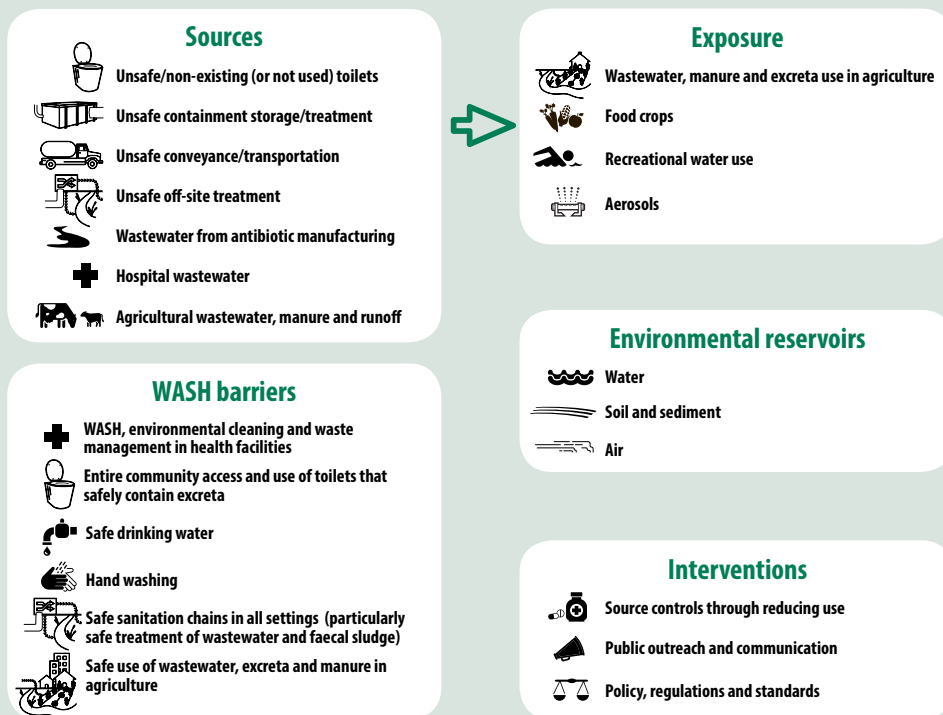 Sources
Unsafe/non-existing (or not used) toilets
Unsafe containment storage/treatment
Unsafe conveyance/transportation
Unsafe off-site treatment
Wastewater from antibiotic manufacturing
Hospital wastewater
Agricultural wastewater, manure and runoff
WASH barriers
WASH, environmental cleaning and waste
management in health facilities
Entire community access and use of toilets that
safely contain excreta
Safe drinking water
Hand washing
Safe sanitation chains in all settings (particularly
safe treatment of wastewater and faecal sludge)
Safe use of wastewater, excreta and manure in
agriculture
Exposure
Wastewater, manure and excreta use in agriculture
Food crops
Recreational water use
Aerosols
Environmental reservoirs
Water
Soil and sediment
Air
Interventions
Source controls through reducing use
Public outreach and communication
Policy, regulations and standards